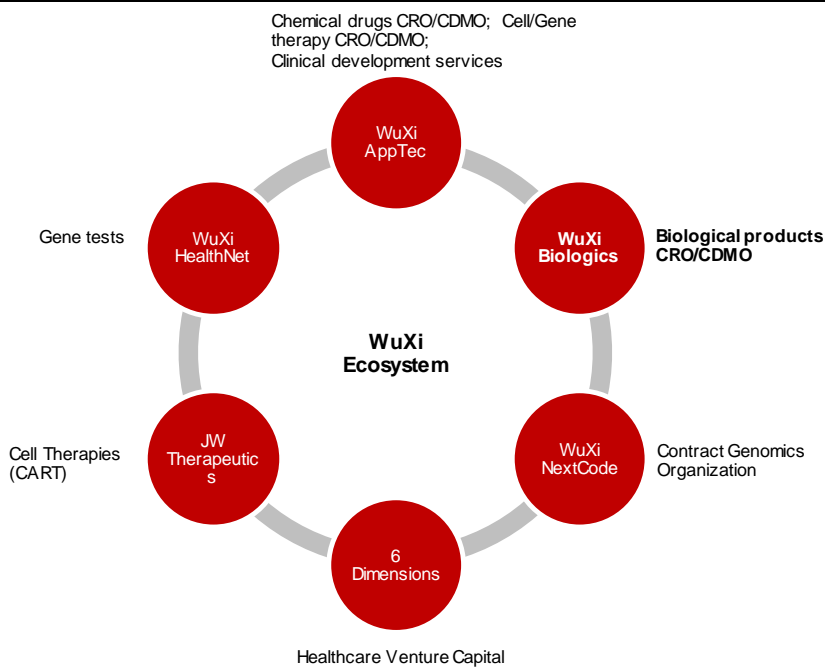 Chemical drugs CRO/CDMO; Cell/Gene
therapy CRO/CDMO;
Clinical development services
WuXi
AppTec
Gene tests
WuXi
HealthNet
WuXi
Biologics
Biological products
CRO/CDMO
WuXi
Ecosystem
Cell Therapies
(CART)
JW
Therapeutic
s
WuXi
NextCode
Contract Genomics
Organization
6
Dimensions
Healthcare Venture Capital